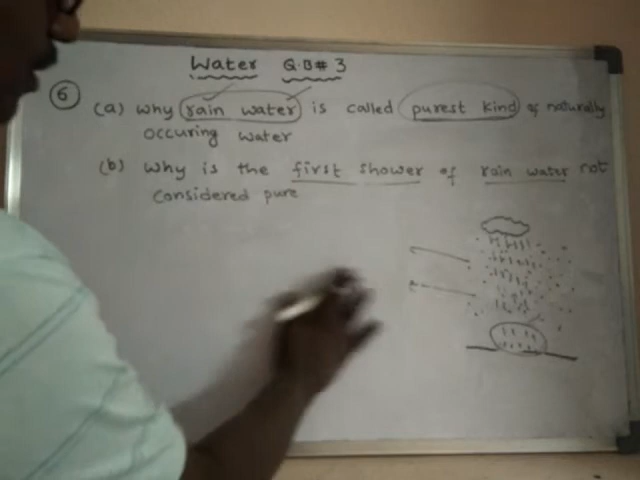 Water Q.B# 3
6 (a) why rain water is called purest kind of naturally
occuring water
(b) why is the first shower of rain water not
considered pure